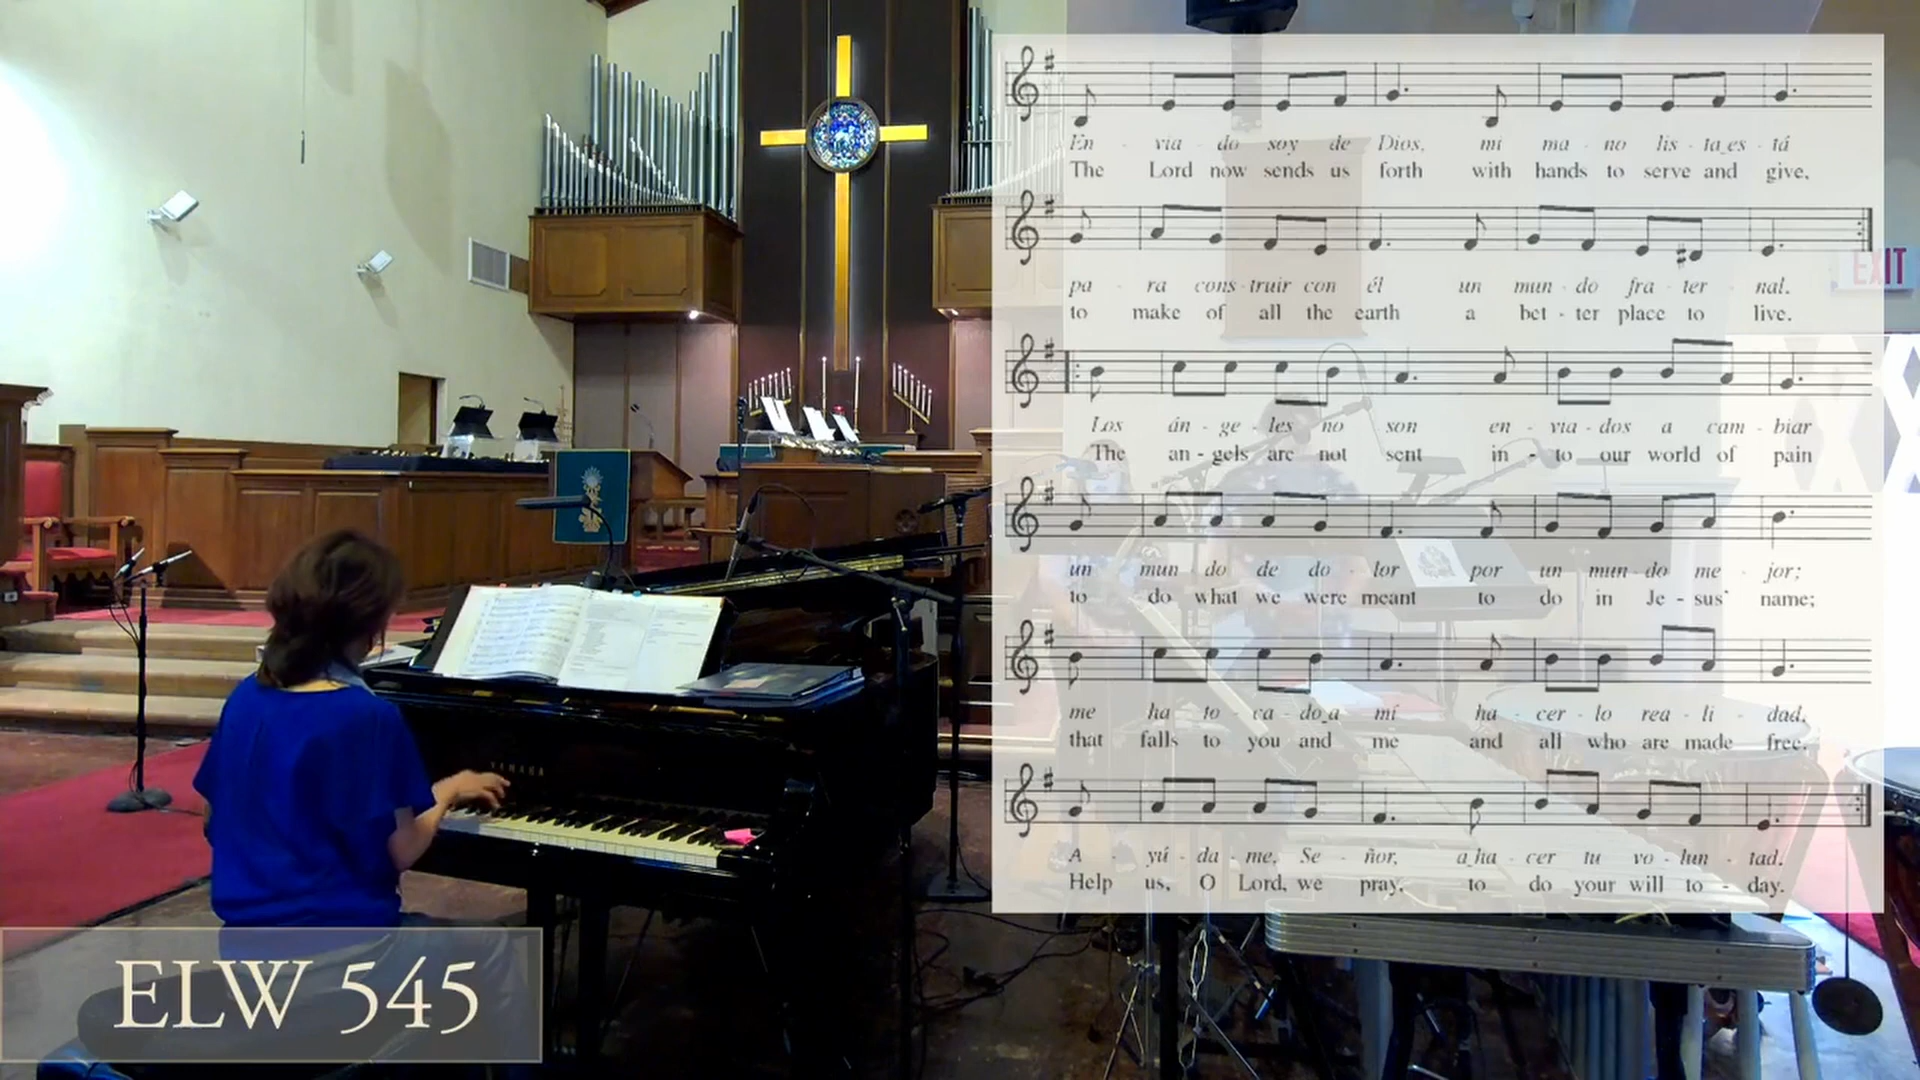 En - via - do soy de Dios, mi ma - no lis - ta es - tá
The Lord now sends us forth with hands to serve and give,
pa - ra cons - truir con él un mun - do fra - ter - nal.
to make of all the earth a bet - ter place to live.
EXIT
Los án - ge - les no son en - via - dos a cam - biar
The an - gels are not sent in - to our world of pain
un mun - do de do - lor por un mun - do me - jor;
to do what we were meant to do in Je - sus' name;
me ha to - ca - do a mí ha - cer - lo rea - li - dad.
that falls to you and me and all who are made free.
A - yú - da - me, Se - ñor, a ha - cer tu vo - lun - tad.
Help us, O Lord, we pray, to do your will to - day.
YAMAHA
ELW 545